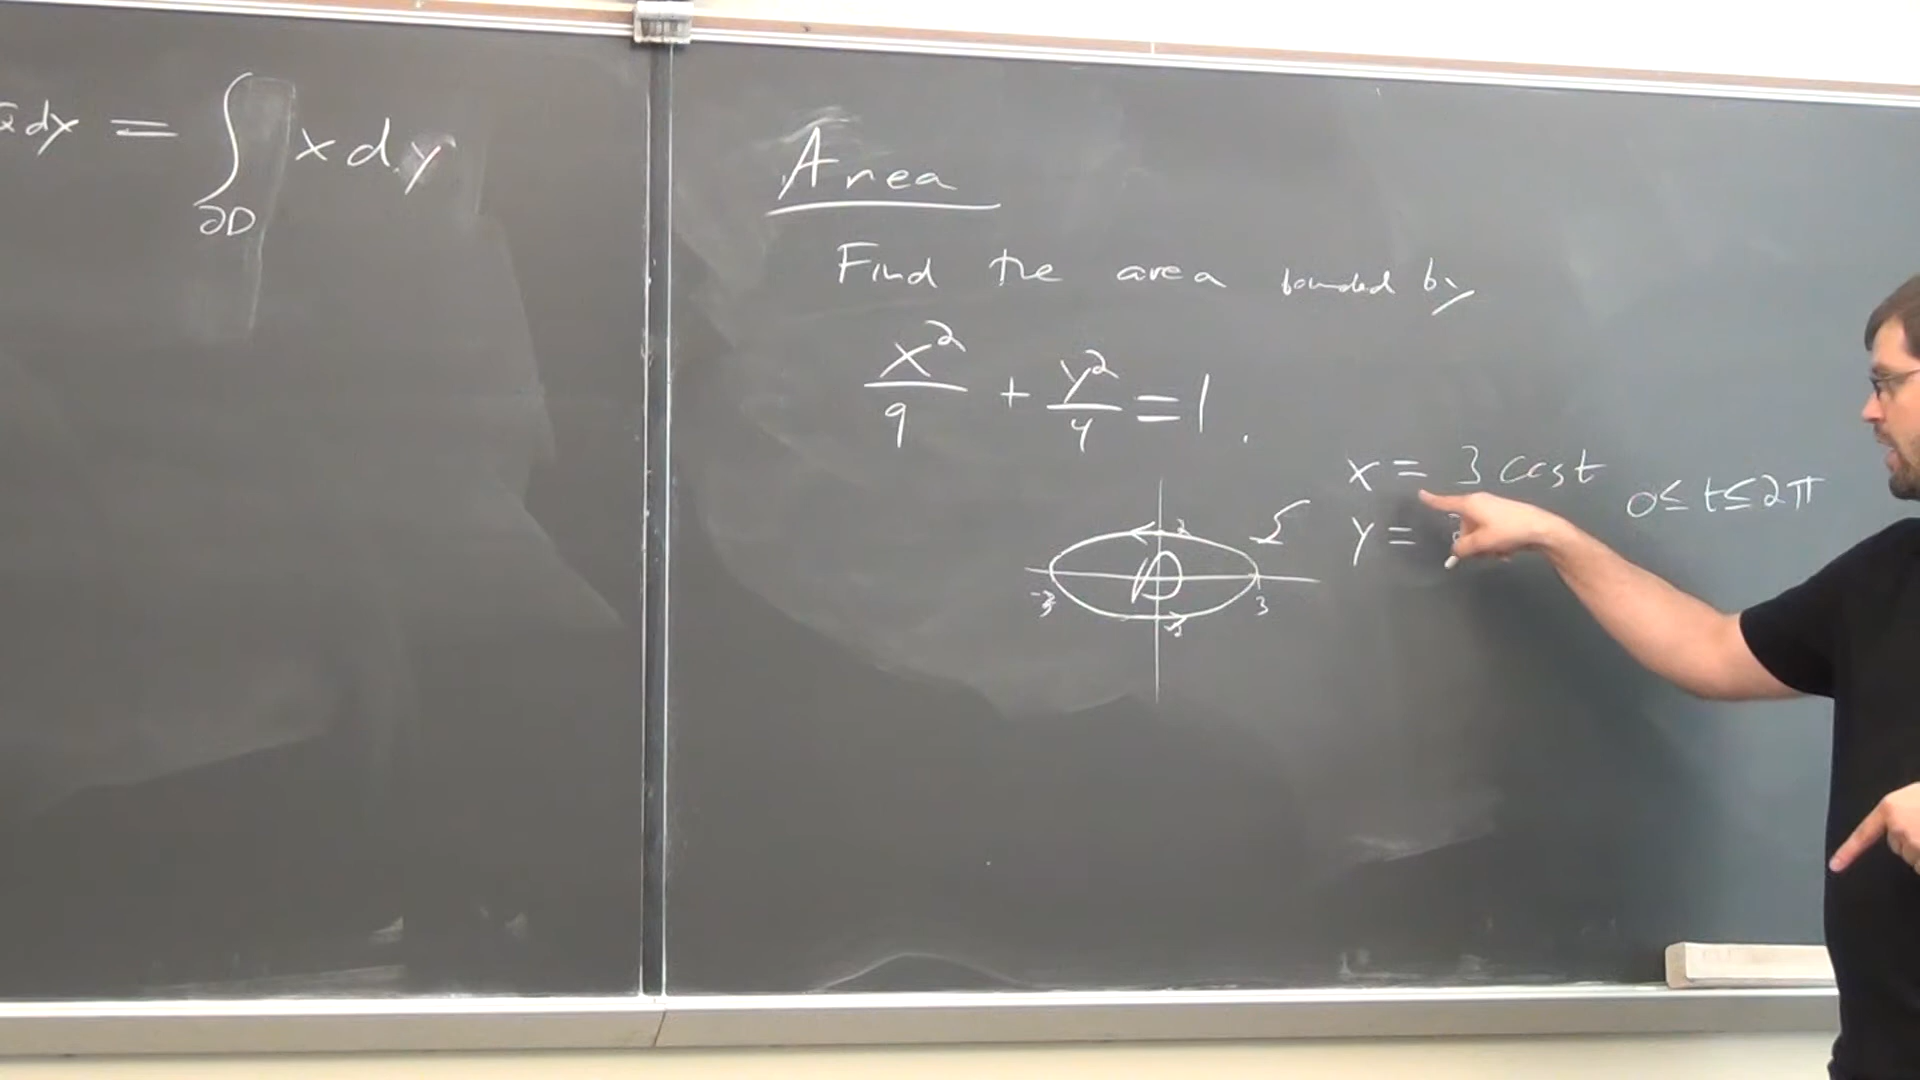 dy = ∫_{∂D} x dy
Area
Find the area bounded by
x²/9 + y²/4 = 1.
x = 3 cos t
0 ≤ t ≤ 2π
y =
2
D
-3
3
-2